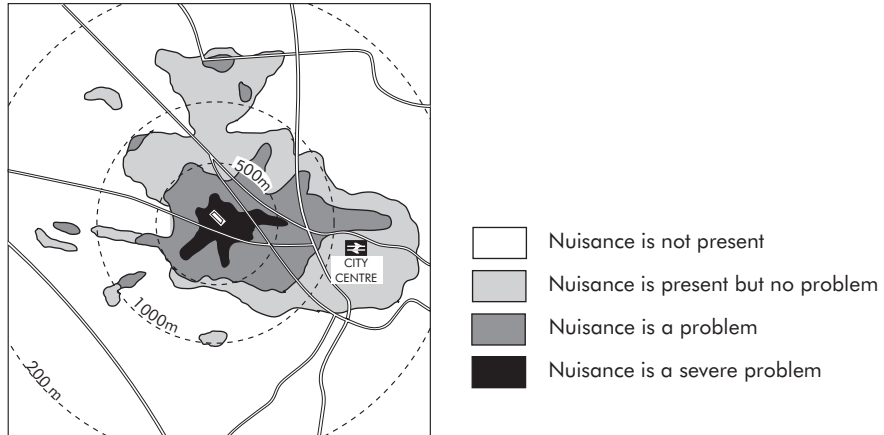 500m
CITY
CENTRE
1000m
200 m
Nuisance is not present
Nuisance is present but no problem
Nuisance is a problem
Nuisance is a severe problem